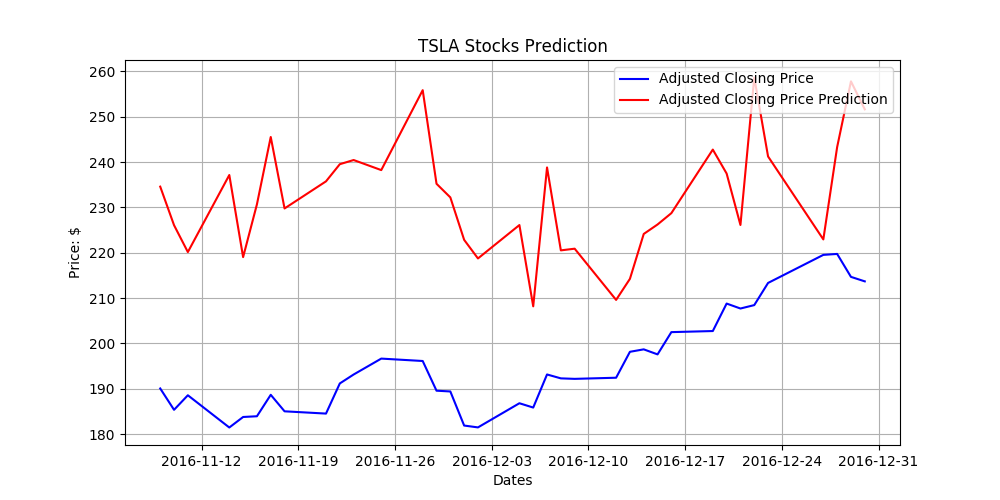 TSLA Stocks Prediction
Adjusted Closing Price
Adjusted Closing Price Prediction
Price: $
260
250
240
230
220
210
200
190
180
2016-11-12 2016-11-19 2016-11-26 2016-12-03 2016-12-10 2016-12-17 2016-12-24 2016-12-31
Dates